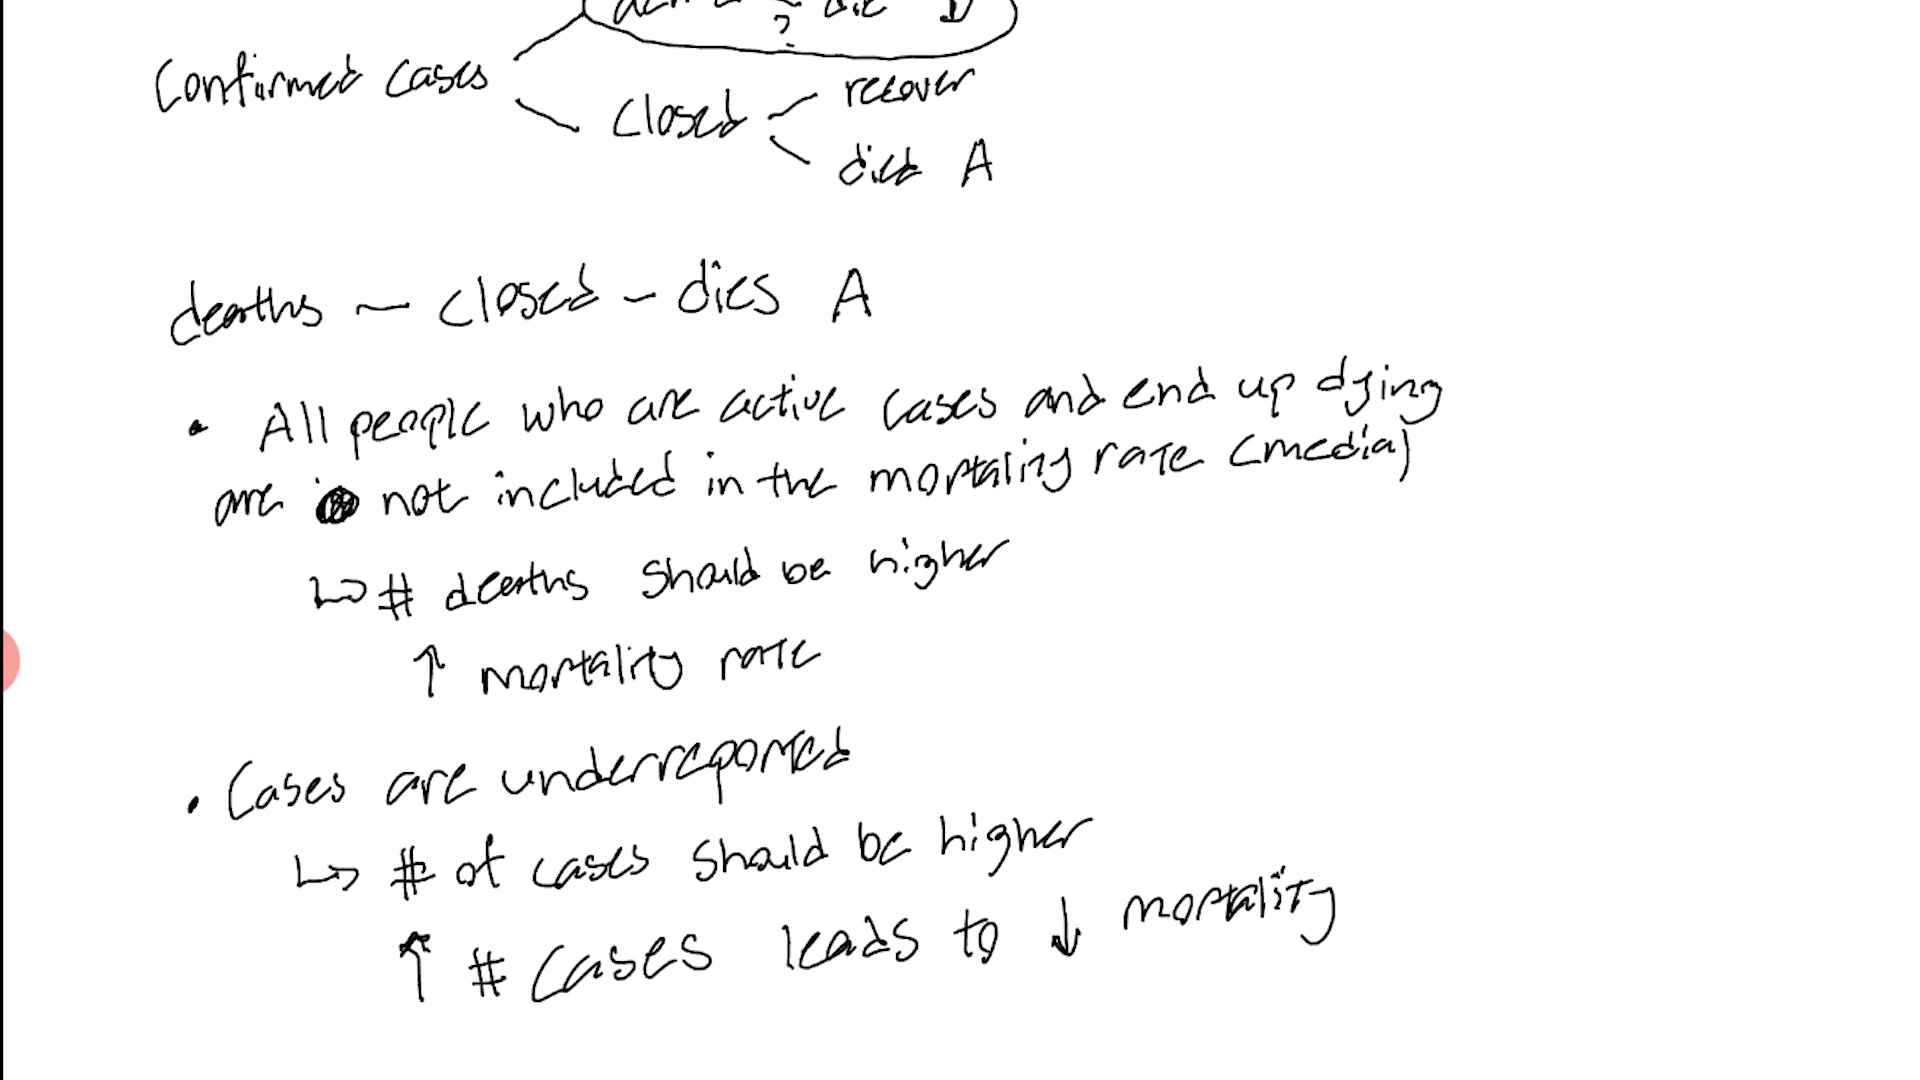 ?
Confirmed cases
Closed
recover
died A
deaths - closed - dies A
• All people who are active cases and end up dying
are not included in the mortality rate (media)
↳ # deaths should be higher
↑ mortality rate
• Cases are underreported
↳ # of cases should be higher
↑ # cases leads to ↓ mortality